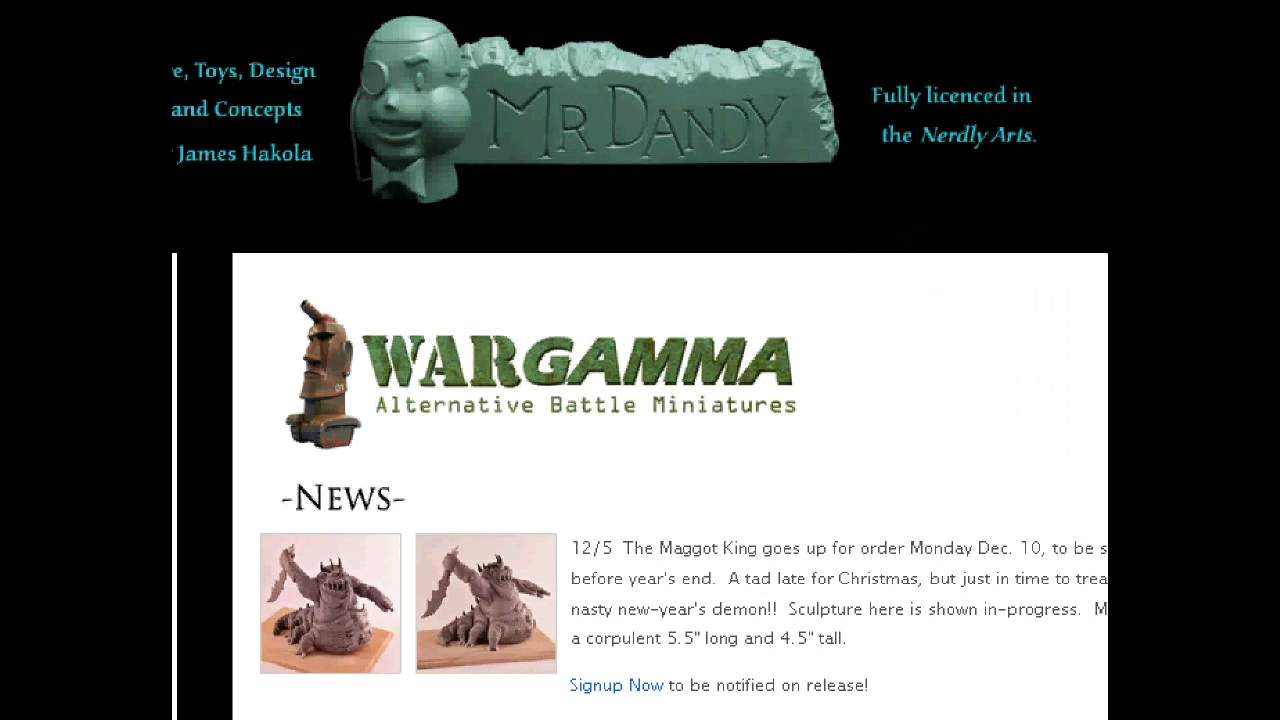 e, Toys, Design
and Concepts
James Hakola
MR DANDY
Fully licenced in
the Nerdly Arts.
WARGAMMA
Alternative Battle Miniatures
-NEWS-
12/5 The Maggot King goes up for order Monday Dec. 10, to be s
before year's end. A tad late for Christmas, but just in time to trea
nasty new-year's demon!! Sculpture here is shown in-progress. M
a corpulent 5.5" long and 4.5" tall.
Signup Now to be notified on release!